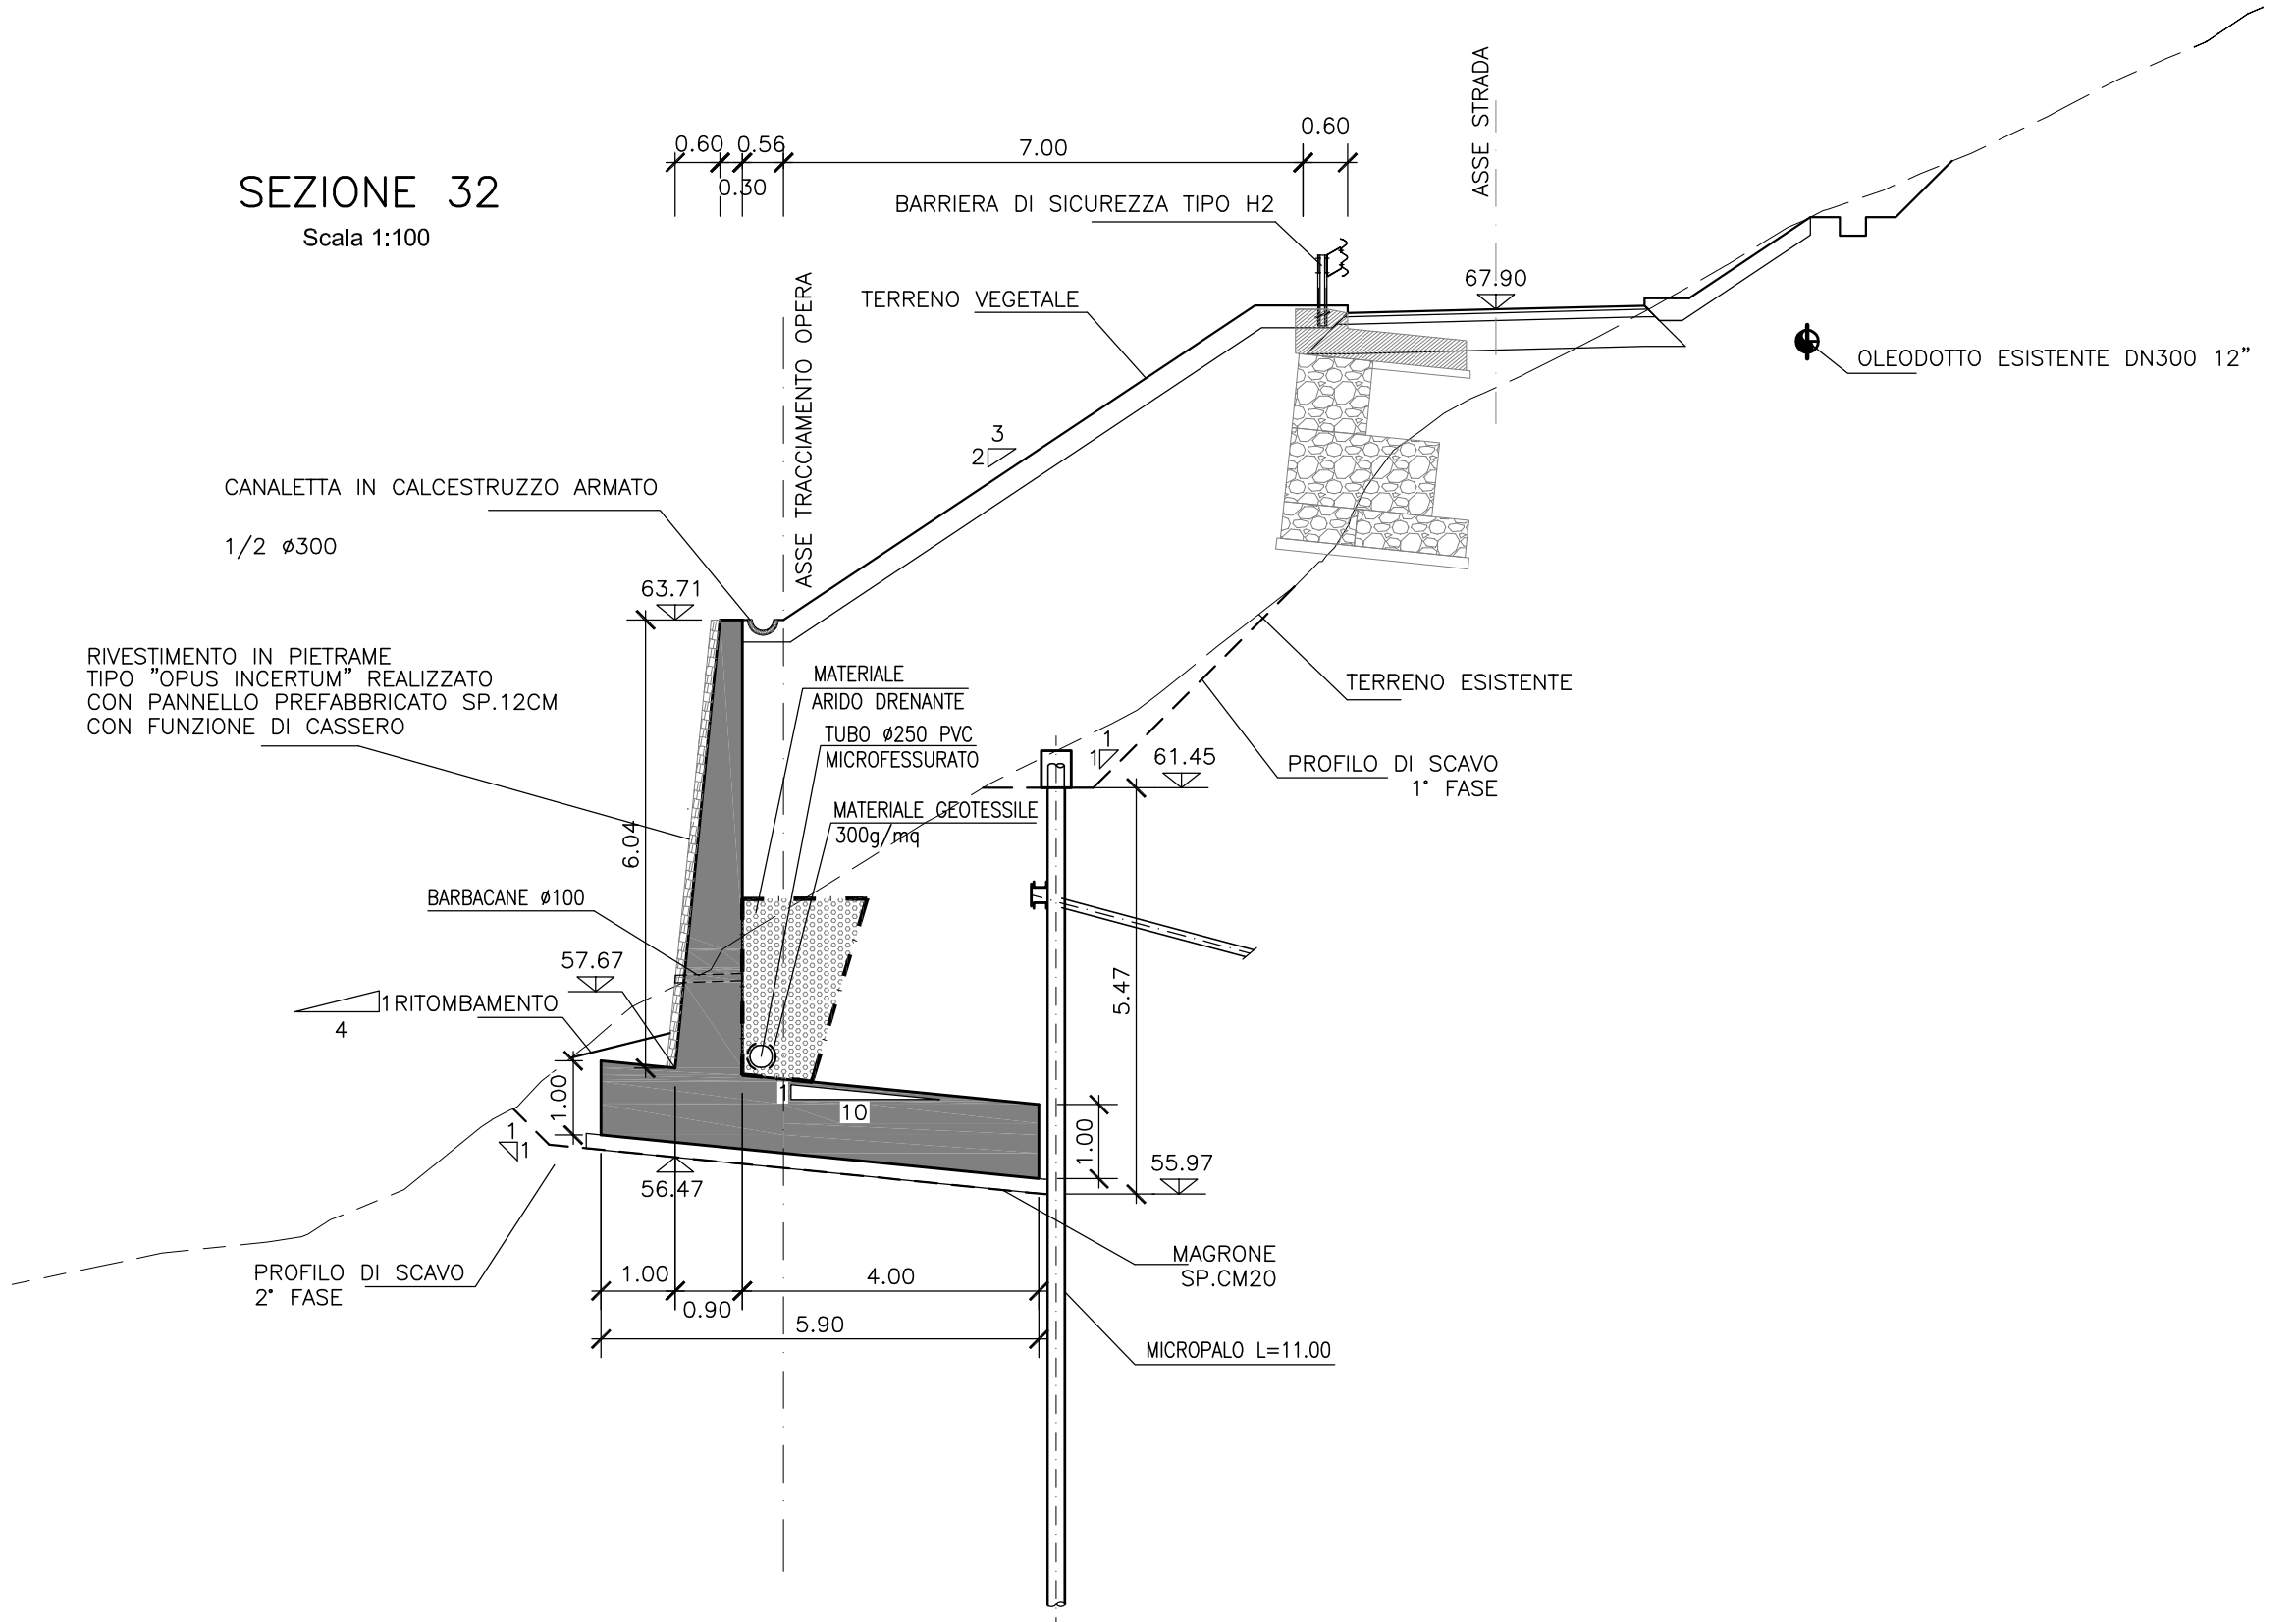 SEZIONE 32
Scala 1:100
0.60
0.56
0.30
7.00
0.60
ASSE STRADA
BARRIERA DI SICUREZZA TIPO H2
67.90
TERRENO VEGETALE
ASSE TRACCIAMENTO OPERA
OLEODOTTO ESISTENTE DN300 12"
3
2
CANALETTA IN CALCESTRUZZO ARMATO
1/2 ø300
63.71
RIVESTIMENTO IN PIETRAME
TIPO "OPUS INCERTUM" REALIZZATO
CON PANNELLO PREFABBRICATO SP.12CM
CON FUNZIONE DI CASSERO
MATERIALE
ARIDO DRENANTE
TUBO ø250 PVC
MICROFESSURATO
MATERIALE GEOTESSILE
300g/mq
TERRENO ESISTENTE
1
1
61.45
PROFILO DI SCAVO
1° FASE
6.04
BARBACANE ø100
57.67
1
4
RITOMBAMENTO
5.47
1.00
1
10
1.00
1
1
56.47
55.97
MAGRONE
SP.CM20
PROFILO DI SCAVO
2° FASE
1.00
4.00
0.90
5.90
MICROPALO L=11.00